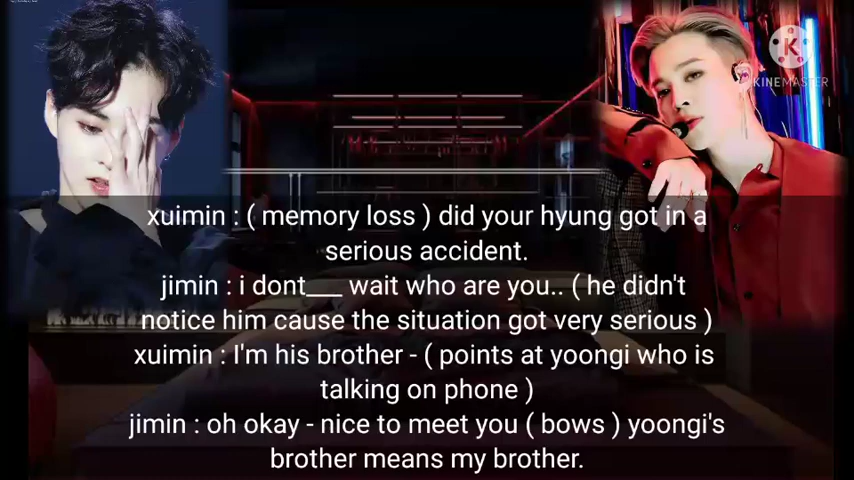 KINEMASTER
xuimin : ( memory loss ) did your hyung got in a
serious accident.
jimin : i dont___ wait who are you.. ( he didn't
notice him cause the situation got very serious )
xuimin : I'm his brother - ( points at yoongi who is
talking on phone )
jimin : oh okay - nice to meet you ( bows ) yoongi's
brother means my brother.